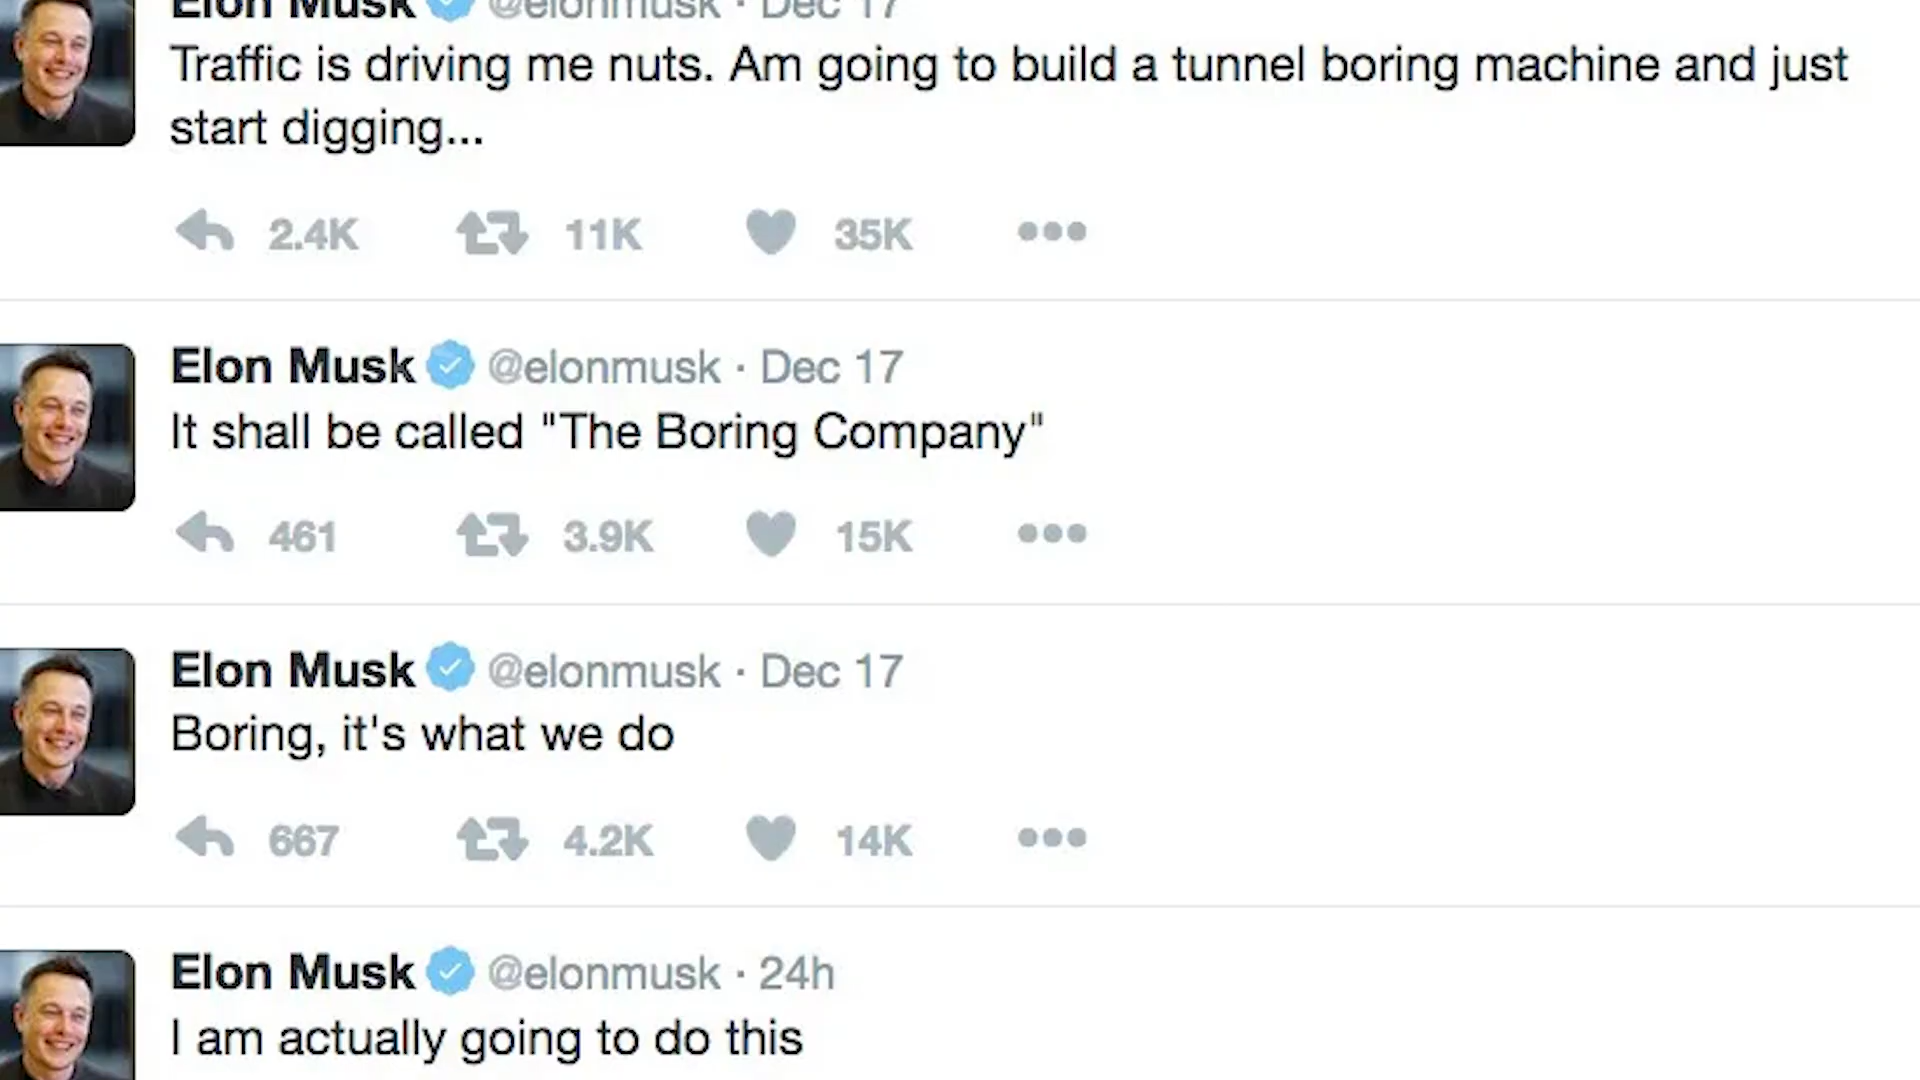 Elon Musk @elonmusk · Dec 17
Traffic is driving me nuts. Am going to build a tunnel boring machine and just
start digging...
2.4K 11K 35K
Elon Musk @elonmusk · Dec 17
It shall be called "The Boring Company"
461 3.9K 15K
Elon Musk @elonmusk · Dec 17
Boring, it's what we do
667 4.2K 14K
Elon Musk @elonmusk · 24h
I am actually going to do this